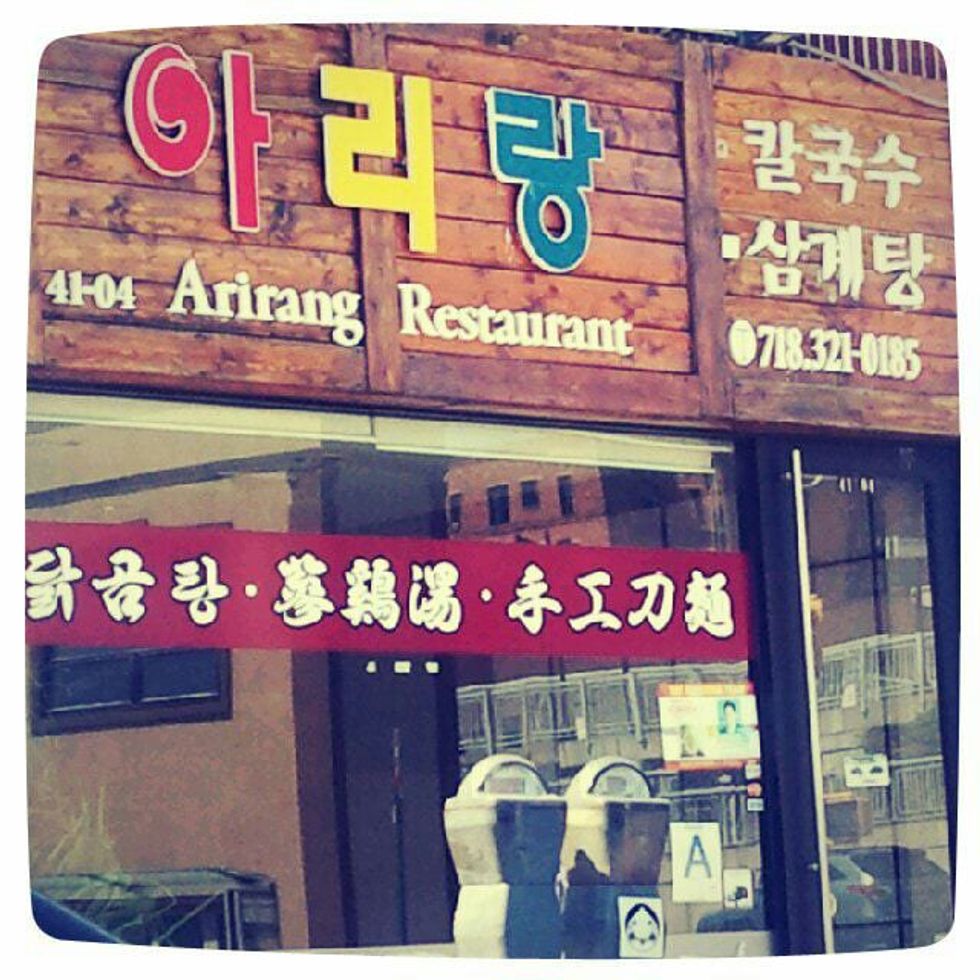 아리랑
41-04 Arirang Restaurant
칼국수
삼계탕
718.321-0185
닭곰탕·蔘鷄湯·手工刀麵
A